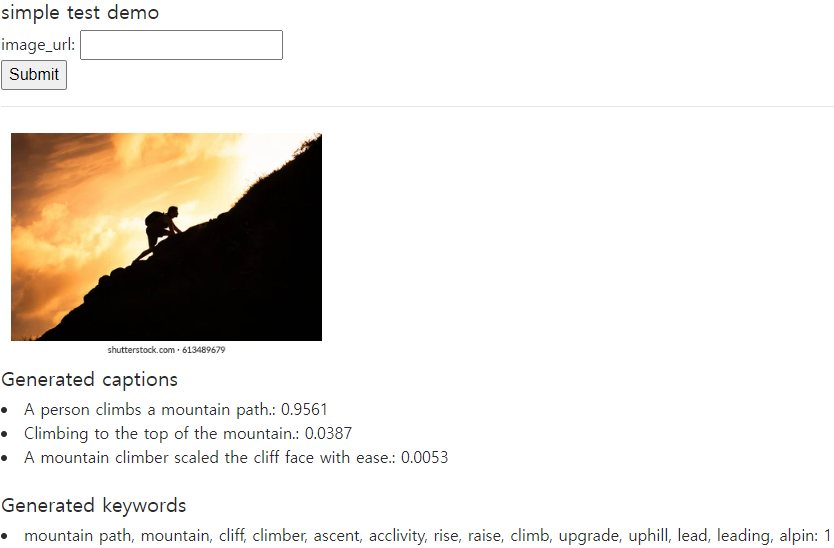 simple test demo
image_url:
Submit
shutterstock.com · 613489679
Generated captions
• A person climbs a mountain path.: 0.9561
• Climbing to the top of the mountain.: 0.0387
• A mountain climber scaled the cliff face with ease.: 0.0053
Generated keywords
• mountain path, mountain, cliff, climber, ascent, acclivity, rise, raise, climb, upgrade, uphill, lead, leading, alpin: 1